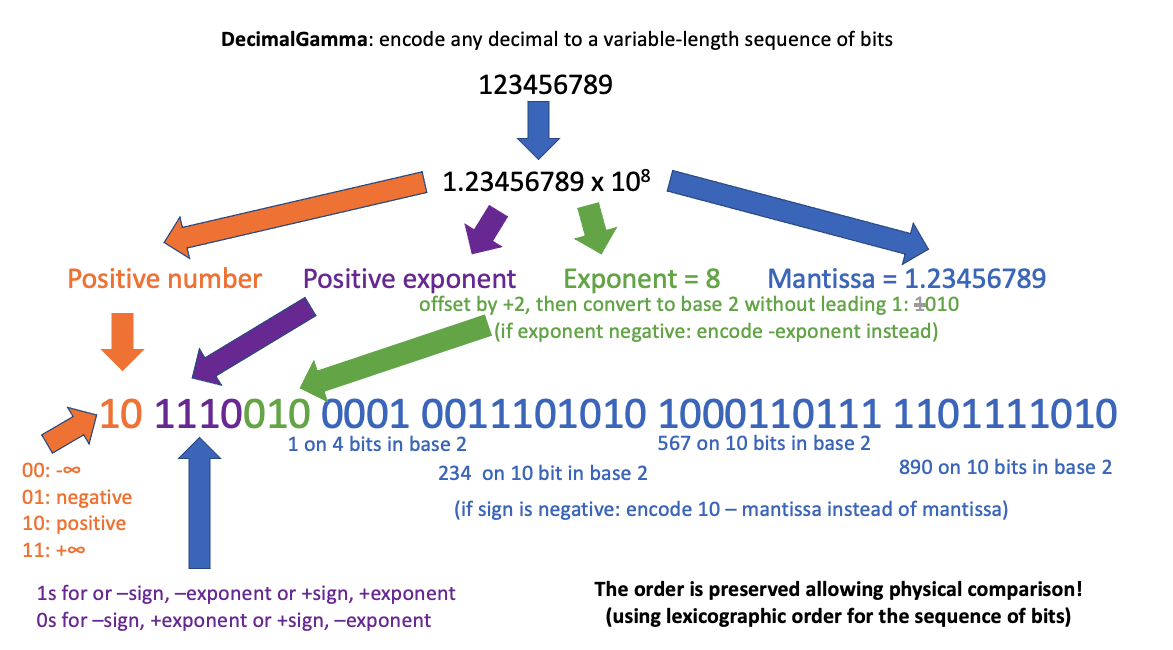 DecimalGamma: encode any decimal to a variable-length sequence of bits
123456789
1.23456789 x 10⁸
Positive number Positive exponent Exponent = 8 Mantissa = 1.23456789
offset by +2, then convert to base 2 without leading 1: 1010
(if exponent negative: encode -exponent instead)
10 1110010 0001 0011101010 1000110111 1101111010
1 on 4 bits in base 2
567 on 10 bits in base 2
234 on 10 bit in base 2
890 on 10 bits in base 2
00: -∞
01: negative
10: positive
11: +∞
(if sign is negative: encode 10 – mantissa instead of mantissa)
1s for or –sign, –exponent or +sign, +exponent
0s for –sign, +exponent or +sign, –exponent
The order is preserved allowing physical comparison!
(using lexicographic order for the sequence of bits)